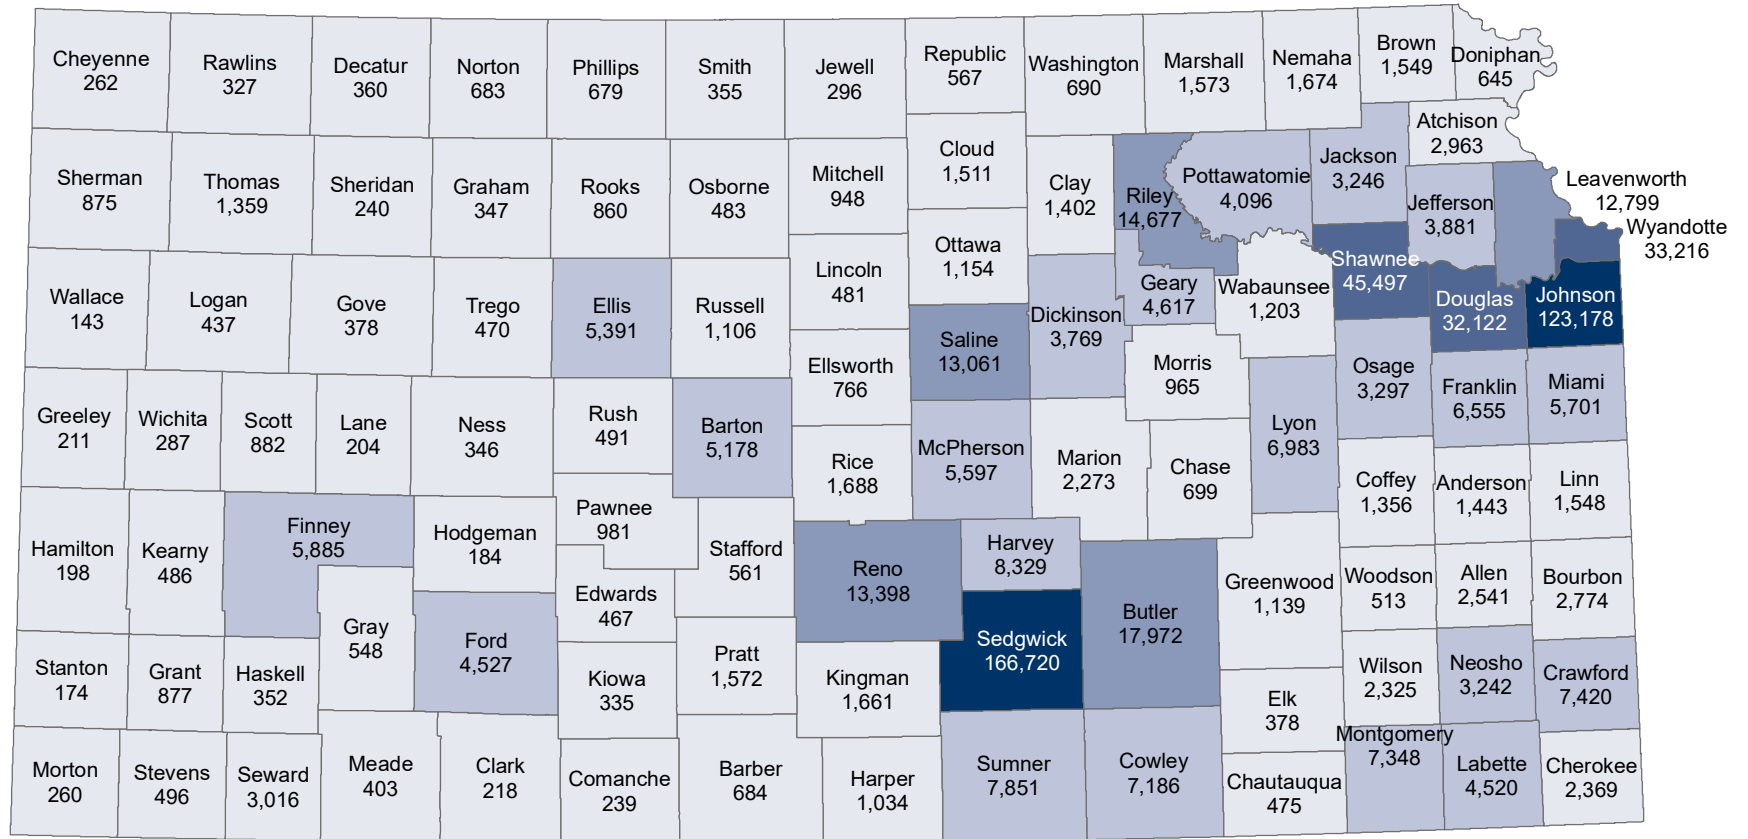 Cheyenne
262
Rawlins
327
Decatur
360
Norton
683
Phillips
679
Smith
355
Jewell
296
Republic
567
Washington
690
Marshall
1,573
Nemaha
1,674
Brown
1,549
Doniphan
645
Sherman
875
Thomas
1,359
Sheridan
240
Graham
347
Rooks
860
Osborne
483
Mitchell
948
Cloud
1,511
Clay
1,402
Riley
14,677
Pottawatomie
4,096
Jackson
3,246
Atchison
2,963
Jefferson
3,881
Leavenworth
12,799
Wyandotte
33,216
Wallace
143
Logan
437
Gove
378
Trego
470
Ellis
5,391
Russell
1,106
Lincoln
481
Ottawa
1,154
Saline
13,061
Dickinson
3,769
Geary
4,617
Wabaunsee
1,203
Shawnee
45,497
Douglas
32,122
Johnson
123,178
Greeley
211
Wichita
287
Scott
882
Lane
204
Ness
346
Rush
491
Barton
5,178
Ellsworth
766
Rice
1,688
McPherson
5,597
Marion
2,273
Morris
965
Chase
699
Lyon
6,983
Osage
3,297
Franklin
6,555
Miami
5,701
Coffey
1,356
Anderson
1,443
Linn
1,548
Hamilton
198
Kearny
486
Finney
5,885
Hodgeman
184
Pawnee
981
Edwards
467
Stafford
561
Reno
13,398
Harvey
8,329
Sedgwick
166,720
Butler
17,972
Greenwood
1,139
Woodson
513
Allen
2,541
Bourbon
2,774
Stanton
174
Grant
877
Haskell
352
Gray
548
Ford
4,527
Kiowa
335
Pratt
1,572
Kingman
1,661
Elk
378
Wilson
2,325
Neosho
3,242
Crawford
7,420
Morton
260
Stevens
496
Seward
3,016
Meade
403
Clark
218
Comanche
239
Barber
684
Harper
1,034
Sumner
7,851
Cowley
7,186
Chautauqua
475
Montgomery
7,348
Labette
4,520
Cherokee
2,369